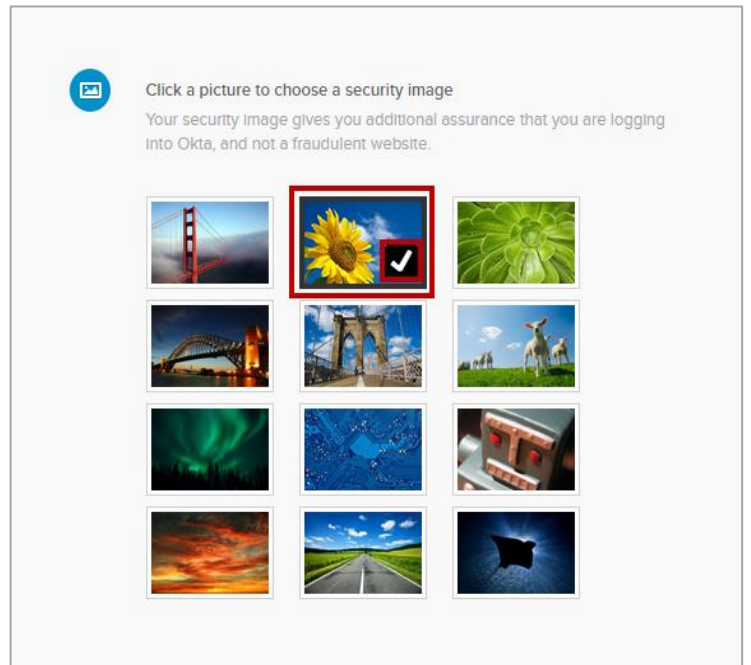 Click a picture to choose a security image
Your security image gives you additional assurance that you are logging
into Okta, and not a fraudulent website.